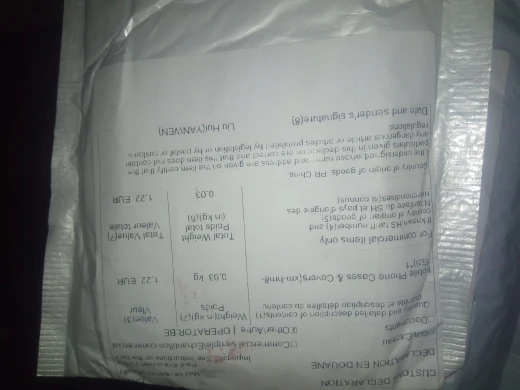 CUSTOMS DECLARATION
DÉCLARATION EN DOUANE
Important! See instructions on the back
Gift/Cadeau □Commercial Sample/Echantillon commercial
□Documents ☑Other/Autre | OPERATOR:BE
Quantity and detailed description of contents(1) Weight(in kg)(2) Value(3)
Quantité et description détaillée du contenu Poids
Mobile Phone Cases & Covers(xm-hm8- 0.03 kg 1.22 EUR
For commercial items only Total Weight Total Value(7)
If known,HS tariff number(4) and Poids total Valeur totale
country of origin of goods(5) (in kg)(6)
N°tarifaire du SH et pays d'origine des
marchandises(si connus) 0.03 1.22 EUR
Country of origin of goods: PR China
the undersigned,whose name and address are given on the item,certify that the
particulars given in this declaration are correct and that this item does not contain
any dangerous article or articles prohibited by legislation or by postal or customs
regulations
Date and sender's signature(8) Liu Hui(YANWEN)